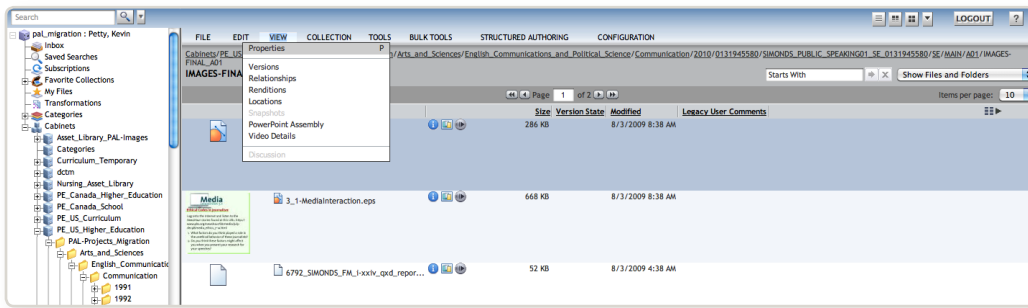 Search
LOGOUT
?
pal_migration : Petty, Kevin
Inbox
Saved Searches
Subscriptions
Favorite Collections
My Files
Transformations
Categories
Cabinets
Asset_Library_PAL-Images
Categories
Curriculum_Temporary
dctm
Nursing_Asset_Library
PE_Canada_Higher_Education
PE_Canada_School
PE_US_Curriculum
PE_US_Higher_Education
PAL-Projects_Migration
Arts_and_Sciences
English_Communicatio
Communication
1991
1992
FILE EDIT VIEW COLLECTION TOOLS BULK TOOLS STRUCTURED AUTHORING CONFIGURATION
Cabinets/PE_US /Arts_and_Sciences/English_Communications_and_Political_Science/Communication/2010/0131945580/SIMONDS_PUBLIC_SPEAKING01_SE_0131945580/SE/MAIN/A01/IMAGES-
FINAL_A01
IMAGES-FINA
Properties P
Versions
Relationships
Renditions
Locations
Snapshots
PowerPoint Assembly
Video Details
Discussion
Starts With X Show Files and Folders
Page 1 of 2 Items per page: 10
Size Version State Modified Legacy User Comments
286 KB 8/3/2009 8:38 AM
Media
3_1-MediaInteraction.eps 668 KB 8/3/2009 8:38 AM
6792_SIMONDS_FM_i-xxiv_qxd_repor... 52 KB 8/3/2009 4:38 AM